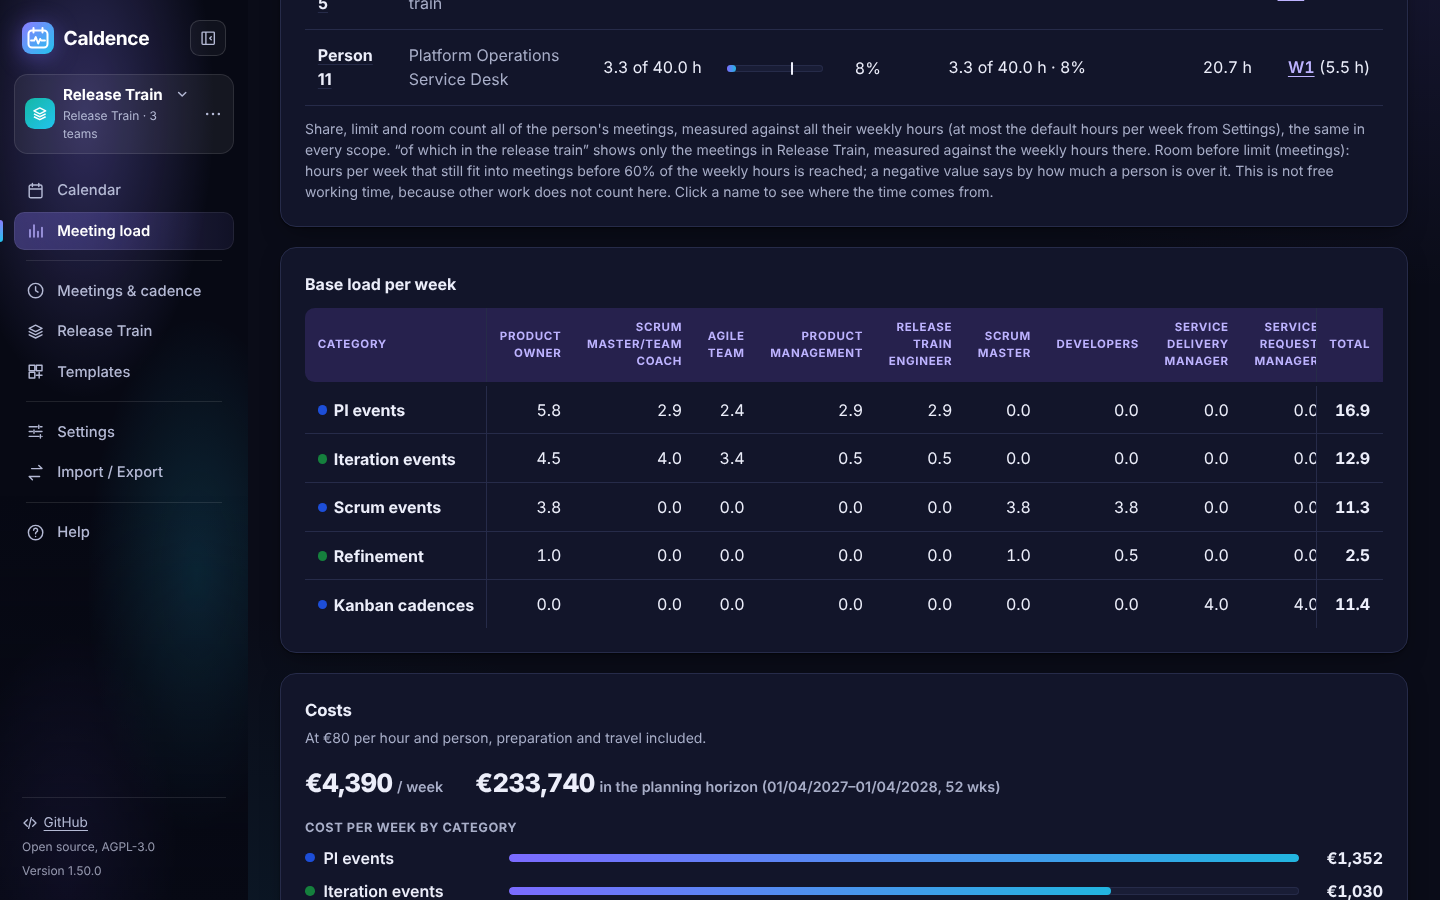 Caldence
Release Train
Release Train · 3
teams
Calendar
Meeting load
Meetings & cadence
Release Train
Templates
Settings
Import / Export
Help
GitHub
Open source, AGPL-3.0
Version 1.50.0
5 train
Person 11 Platform Operations Service Desk 3.3 of 40.0 h 8% 3.3 of 40.0 h · 8% 20.7 h W1 (5.5 h)
Share, limit and room count all of the person's meetings, measured against all their weekly hours (at most the default hours per week from Settings), the same in
every scope. “of which in the release train” shows only the meetings in Release Train, measured against the weekly hours there. Room before limit (meetings):
hours per week that still fit into meetings before 60% of the weekly hours is reached; a negative value says by how much a person is over it. This is not free
working time, because other work does not count here. Click a name to see where the time comes from.
Base load per week
CATEGORY PRODUCT OWNER SCRUM MASTER/TEAM COACH AGILE TEAM PRODUCT MANAGEMENT RELEASE TRAIN ENGINEER SCRUM MASTER DEVELOPERS SERVICE DELIVERY MANAGER SERVICE REQUEST MANAGER TOTAL
PI events 5.8 2.9 2.4 2.9 2.9 0.0 0.0 0.0 0.0 16.9
Iteration events 4.5 4.0 3.4 0.5 0.5 0.0 0.0 0.0 0.0 12.9
Scrum events 3.8 0.0 0.0 0.0 0.0 3.8 3.8 0.0 0.0 11.3
Refinement 1.0 0.0 0.0 0.0 0.0 1.0 0.5 0.0 0.0 2.5
Kanban cadences 0.0 0.0 0.0 0.0 0.0 0.0 0.0 4.0 4.0 11.4
Costs
At €80 per hour and person, preparation and travel included.
€4,390 / week €233,740 in the planning horizon (01/04/2027–01/04/2028, 52 wks)
COST PER WEEK BY CATEGORY
PI events €1,352
Iteration events €1,030